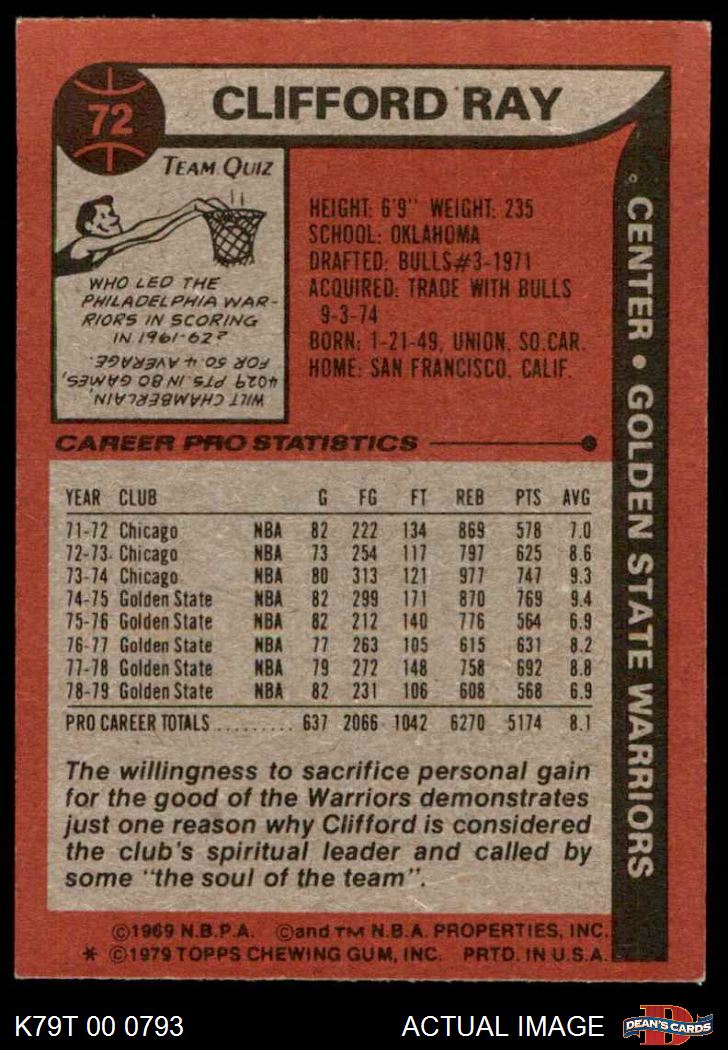 72
CLIFFORD RAY
TEAM QUIZ
WHO LED THE
PHILADELPHIA WAR-
RIORS IN SCORING
IN 1961-62?
WILT CHAMBERLAIN,
4029 PTS. IN 80 GAMES,
FOR 50.4 AVERAGE.
HEIGHT: 6'9" WEIGHT: 235
SCHOOL: OKLAHOMA
DRAFTED: BULLS#3-1971
ACQUIRED: TRADE WITH BULLS
9-3-74
BORN: 1-21-49, UNION, SO.CAR.
HOME: SAN FRANCISCO, CALIF.
CENTER • GOLDEN STATE WARRIORS
CAREER PRO STATISTICS
YEAR CLUB G FG FT REB PTS AVG
71-72 Chicago NBA 82 222 134 869 578 7.0
72-73 Chicago NBA 73 254 117 797 625 8.6
73-74 Chicago NBA 80 313 121 977 747 9.3
74-75 Golden State NBA 82 299 171 870 769 9.4
75-76 Golden State NBA 82 212 140 776 564 6.9
76-77 Golden State NBA 77 263 105 615 631 8.2
77-78 Golden State NBA 79 272 148 758 692 8.8
78-79 Golden State NBA 82 231 106 608 568 6.9
PRO CAREER TOTALS ......... 637 2066 1042 6270 5174 8.1
The willingness to sacrifice personal gain
for the good of the Warriors demonstrates
just one reason why Clifford is considered
the club's spiritual leader and called by
some "the soul of the team".
©1969 N.B.P.A. ©and TM N.B.A. PROPERTIES, INC.
* ©1979 TOPPS CHEWING GUM, INC. PRTD. IN U.S.A.
K79T 00 0793 ACTUAL IMAGE
D
DEAN'S CARDS